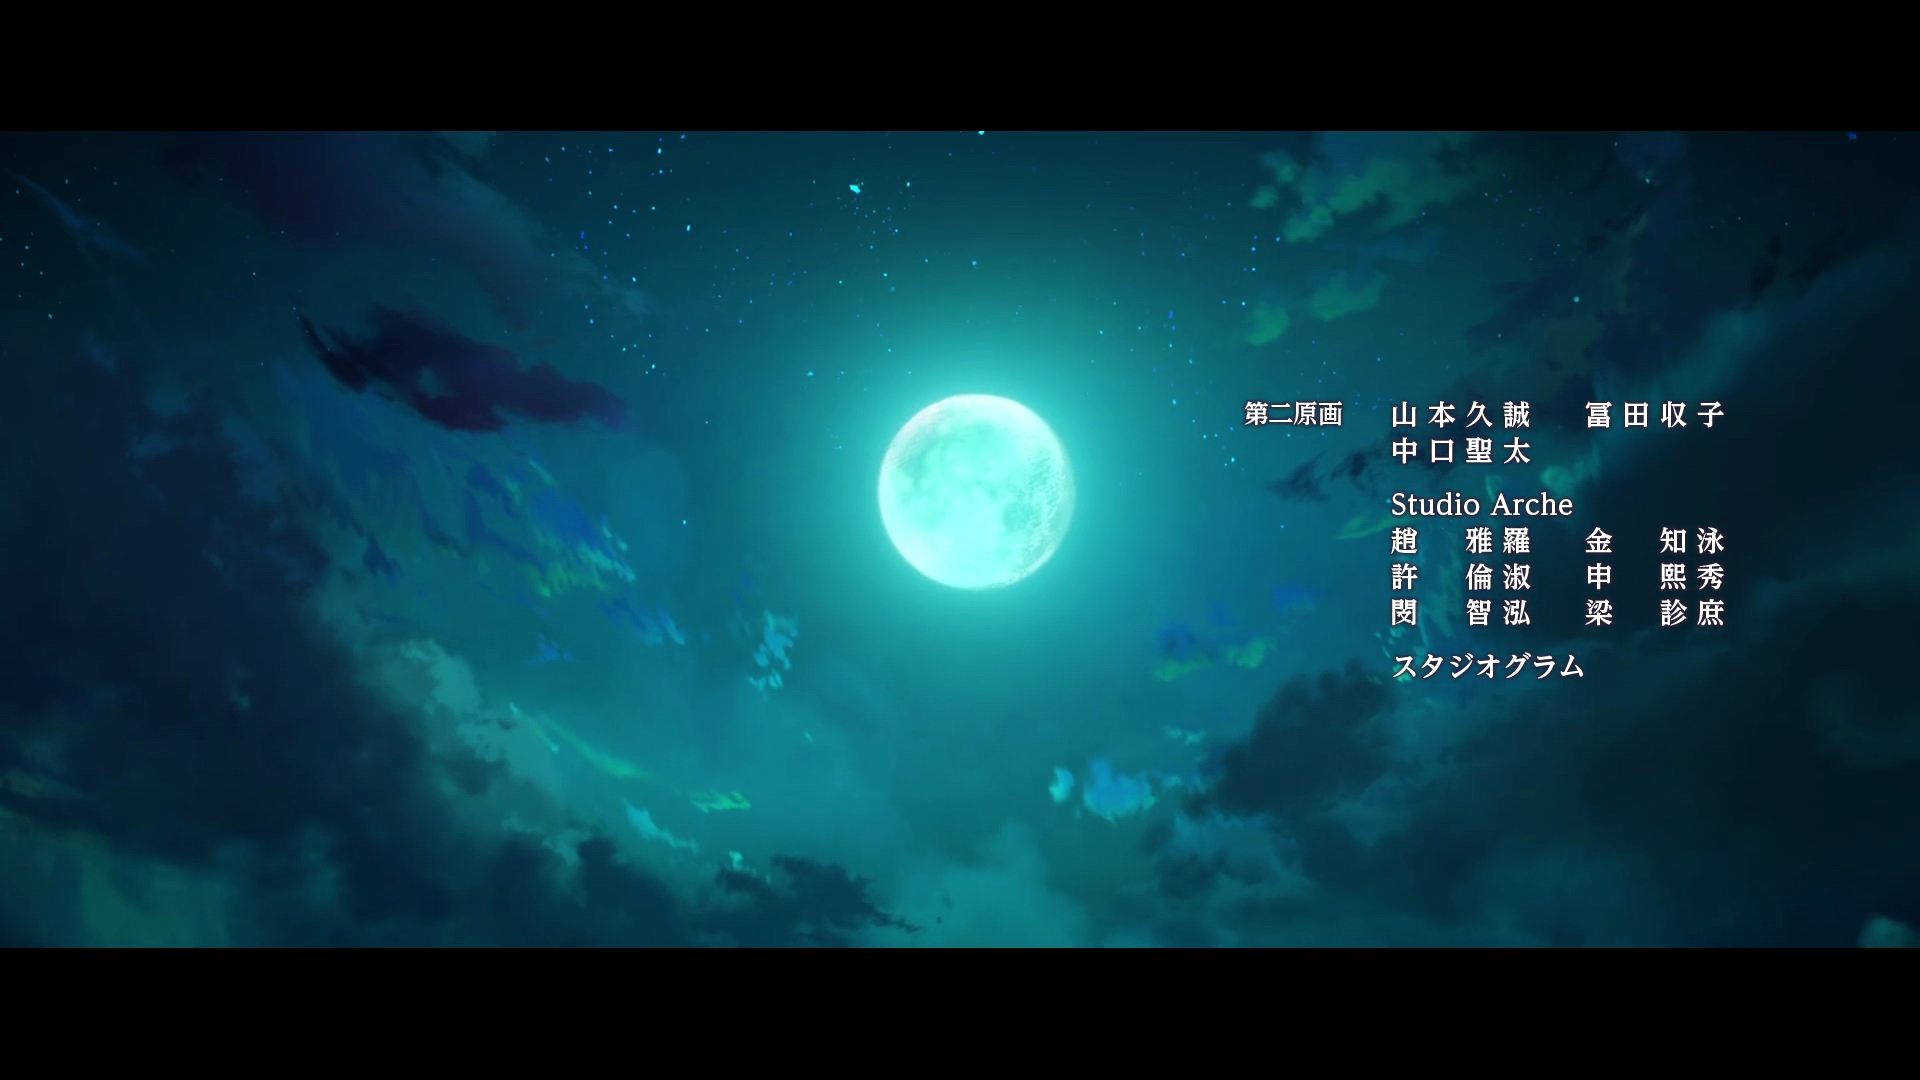 第二原画 山本久誠 冨田収子
中口聖太
Studio Arche
趙 雅羅 金 知泳
許 倫淑 申 熙秀
閔 智泓 梁 診庶
スタジオグラム